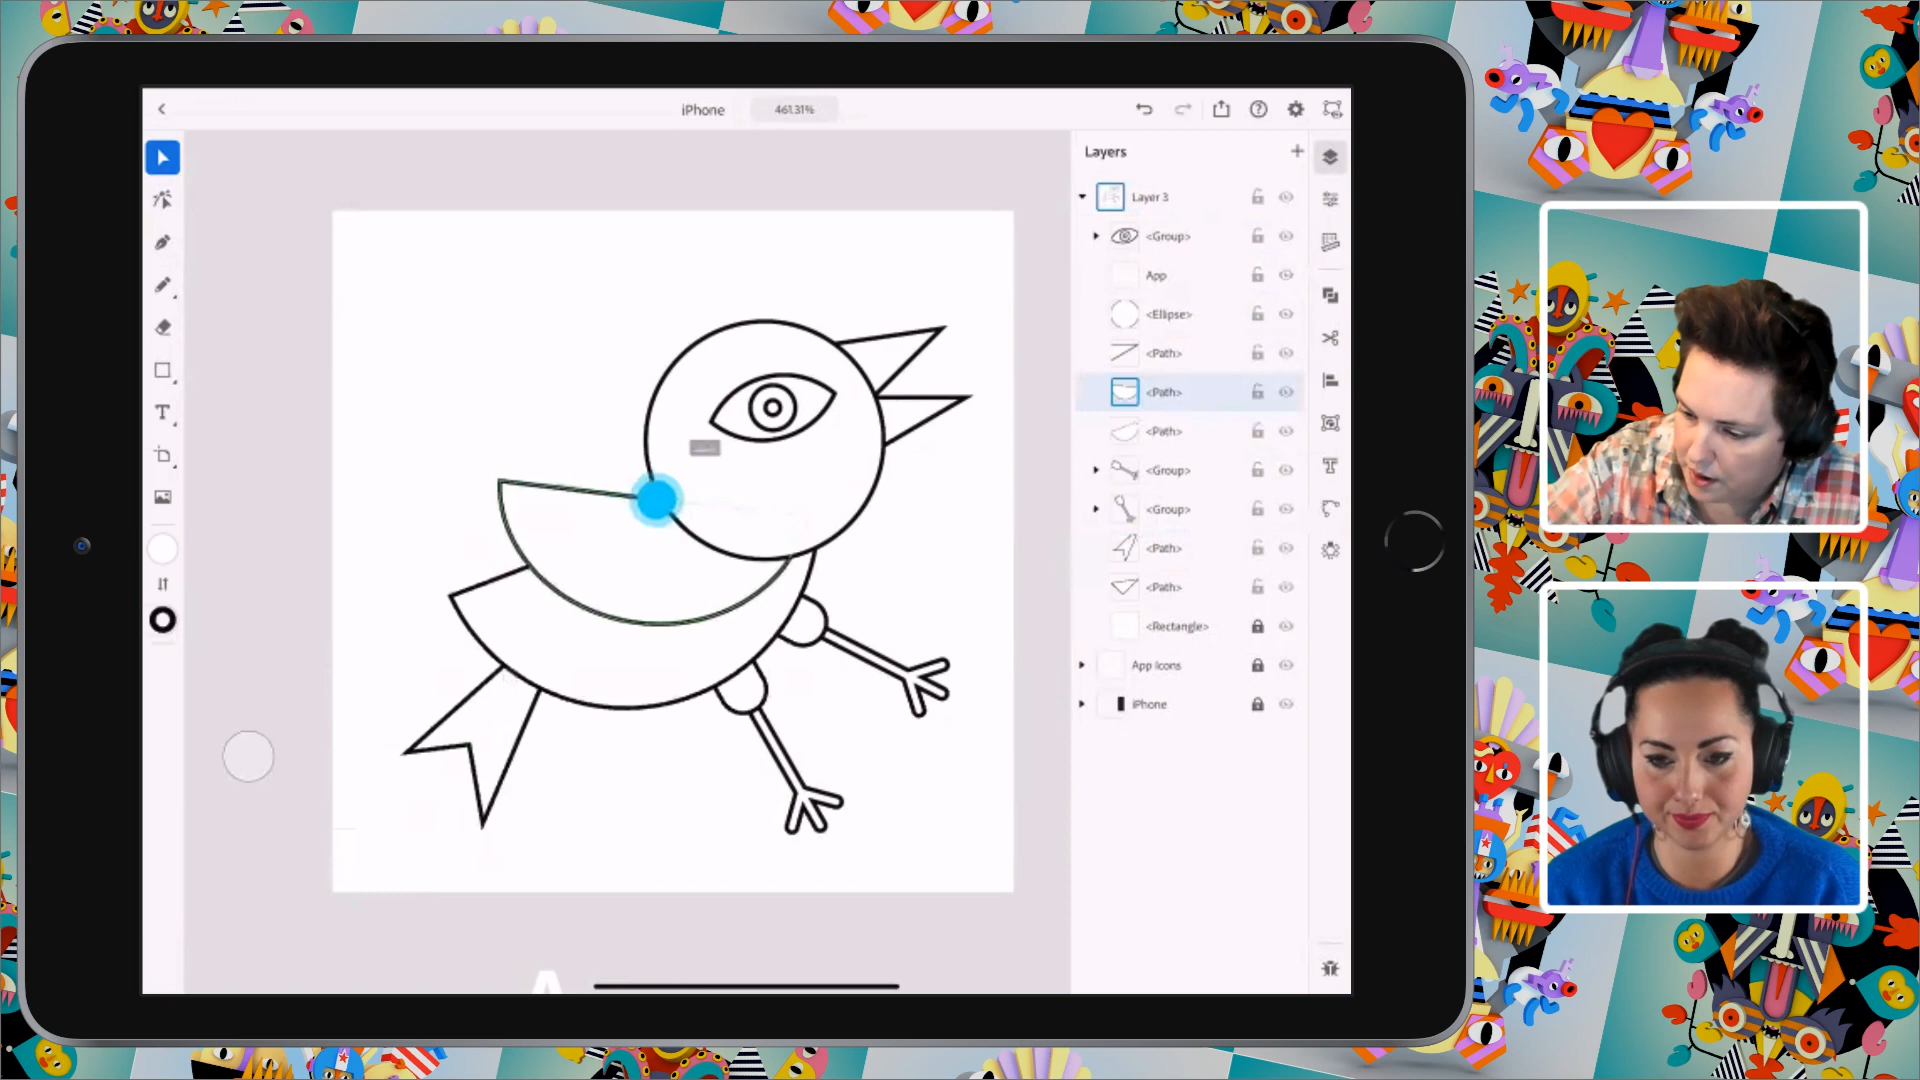 iPhone 461.31%
Layers
Layer 3
<Group>
App
<Ellipse>
<Path>
<Path>
<Path>
<Group>
<Group>
<Path>
<Path>
<Rectangle>
App Icons
iPhone